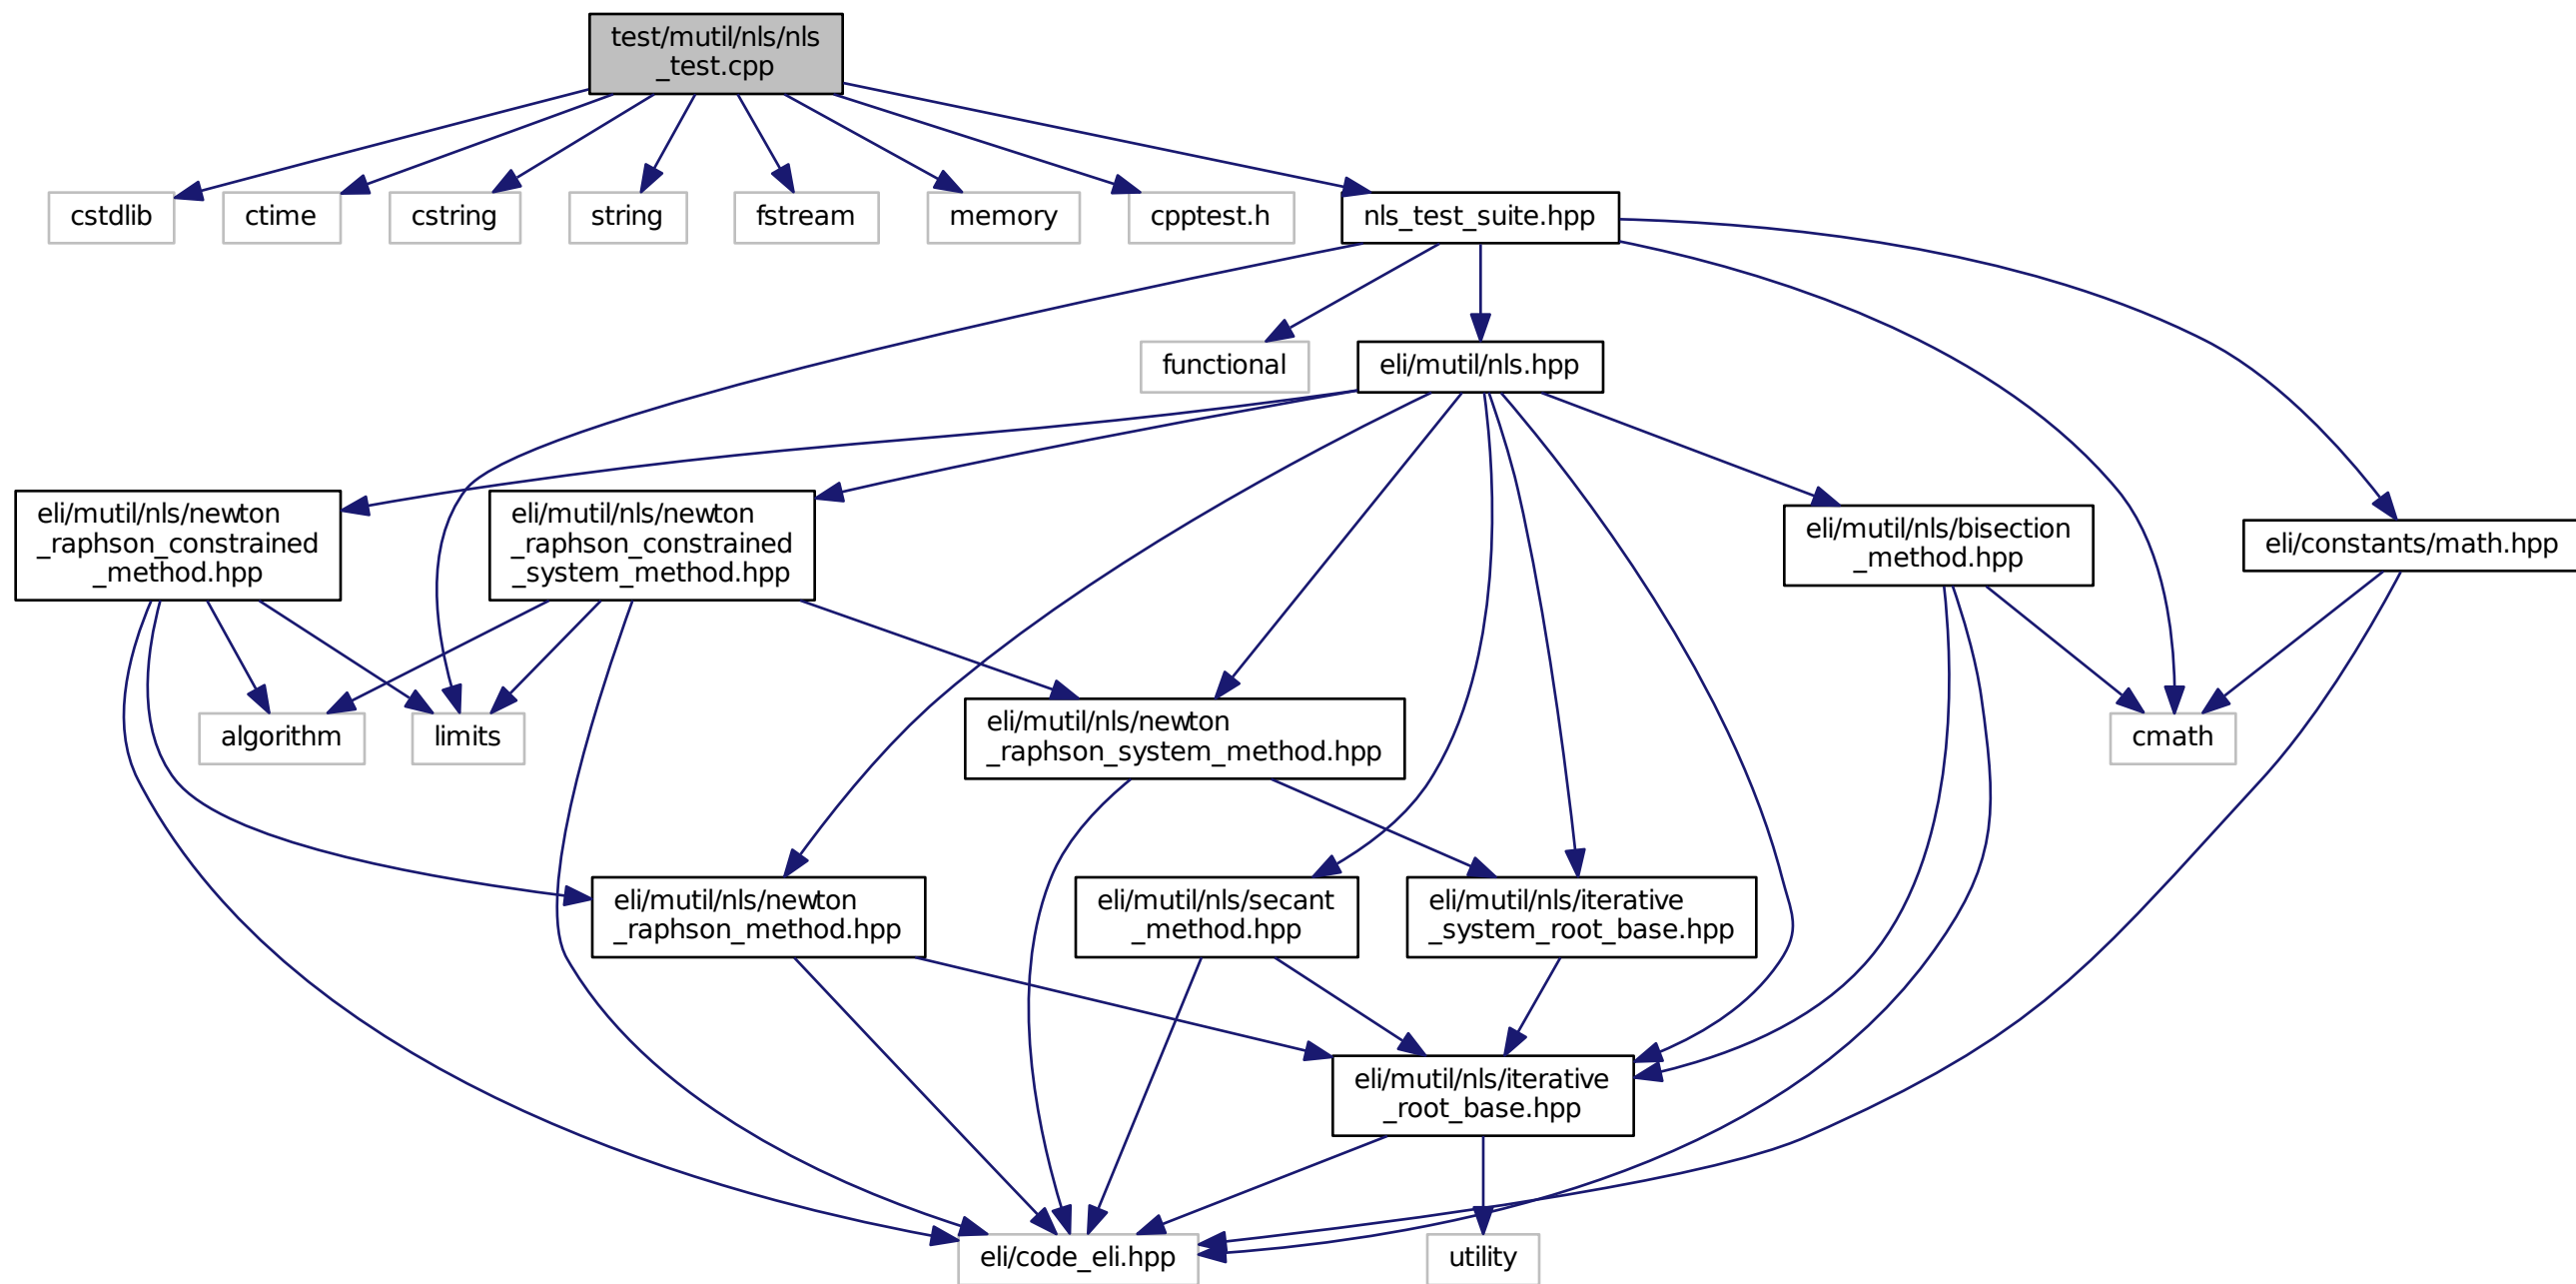 test/mutil/nls/nls
_test.cpp
cstdlib
ctime
cstring
string
fstream
memory
cpptest.h
nls_test_suite.hpp
functional
eli/mutil/nls.hpp
eli/mutil/nls/newton
_raphson_constrained
_method.hpp
eli/mutil/nls/newton
_raphson_constrained
_system_method.hpp
eli/mutil/nls/bisection
_method.hpp
eli/constants/math.hpp
algorithm
limits
eli/mutil/nls/newton
_raphson_system_method.hpp
cmath
eli/mutil/nls/newton
_raphson_method.hpp
eli/mutil/nls/secant
_method.hpp
eli/mutil/nls/iterative
_system_root_base.hpp
eli/mutil/nls/iterative
_root_base.hpp
eli/code_eli.hpp
utility